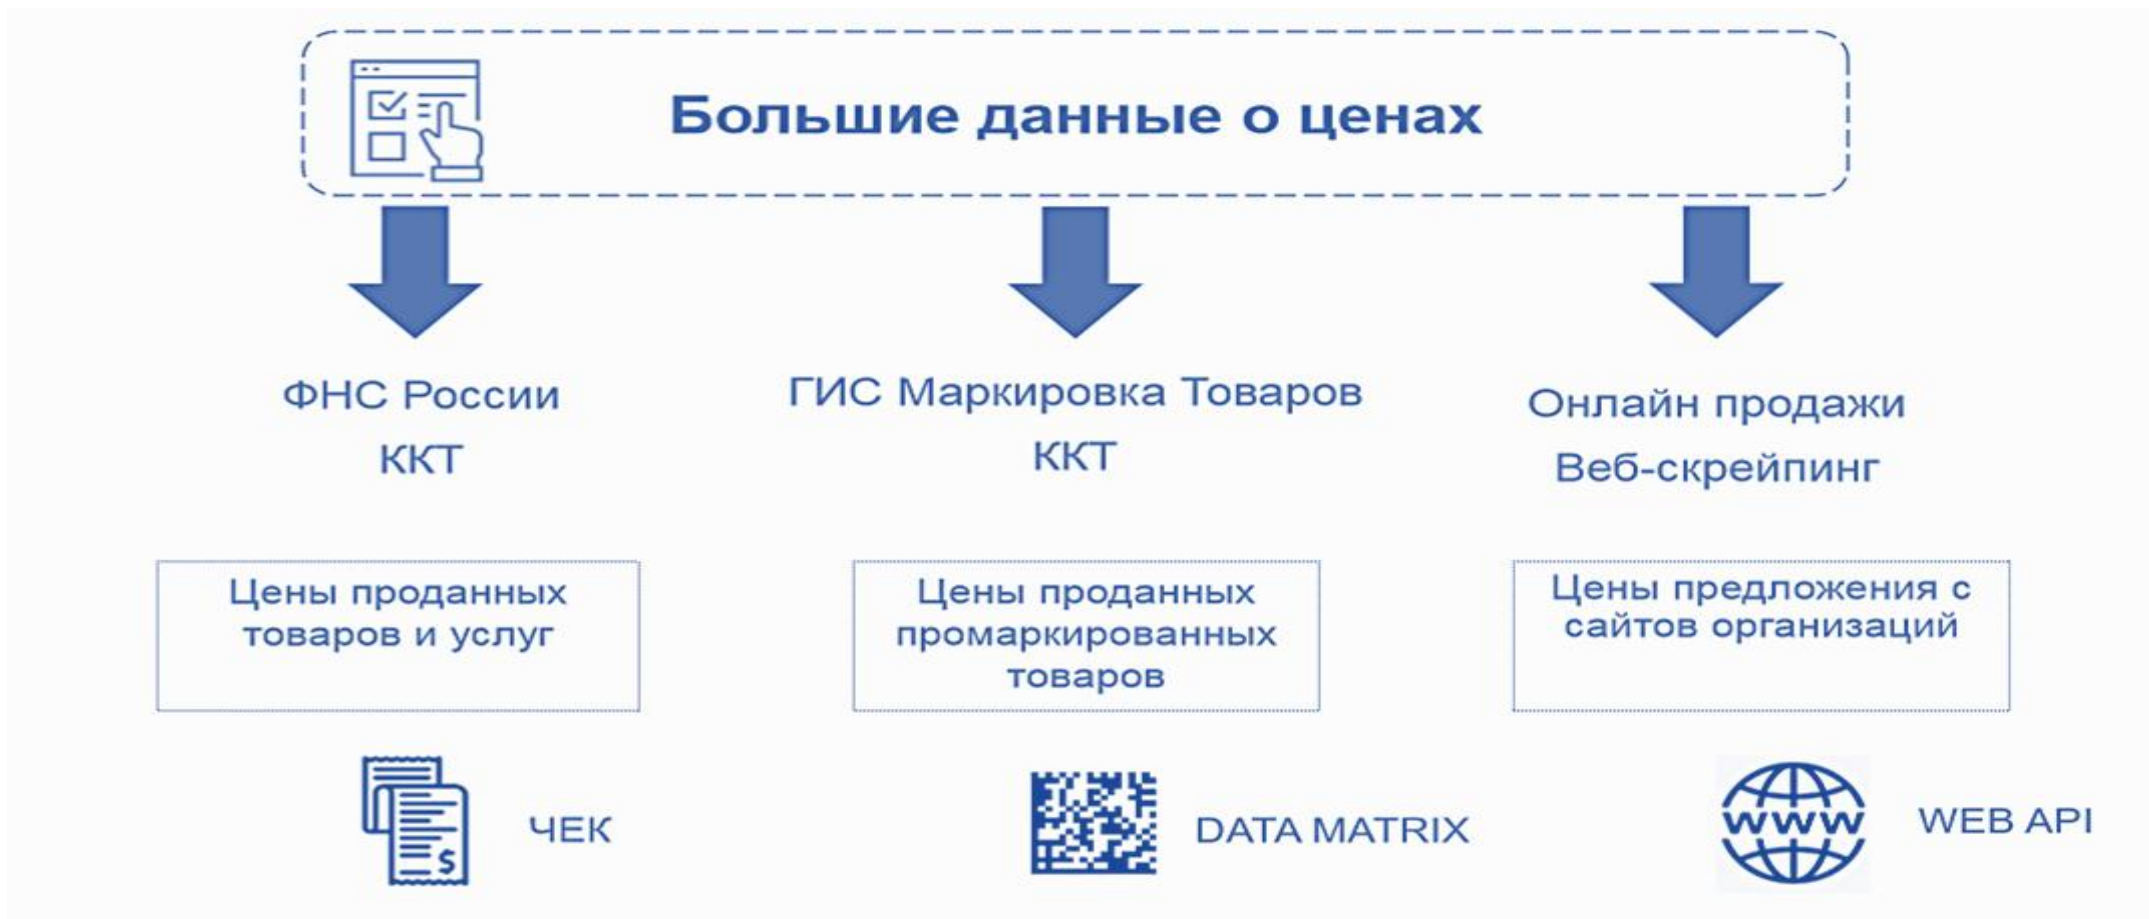 Большие данные о ценах
ФНС России
ККТ
ГИС Маркировка Товаров
ККТ
Онлайн продажи
Веб-скрейпинг
Цены проданных
товаров и услуг
Цены проданных
промаркированных
товаров
Цены предложения с
сайтов организаций
$
ЧЕК
DATA MATRIX
WWW
WEB API